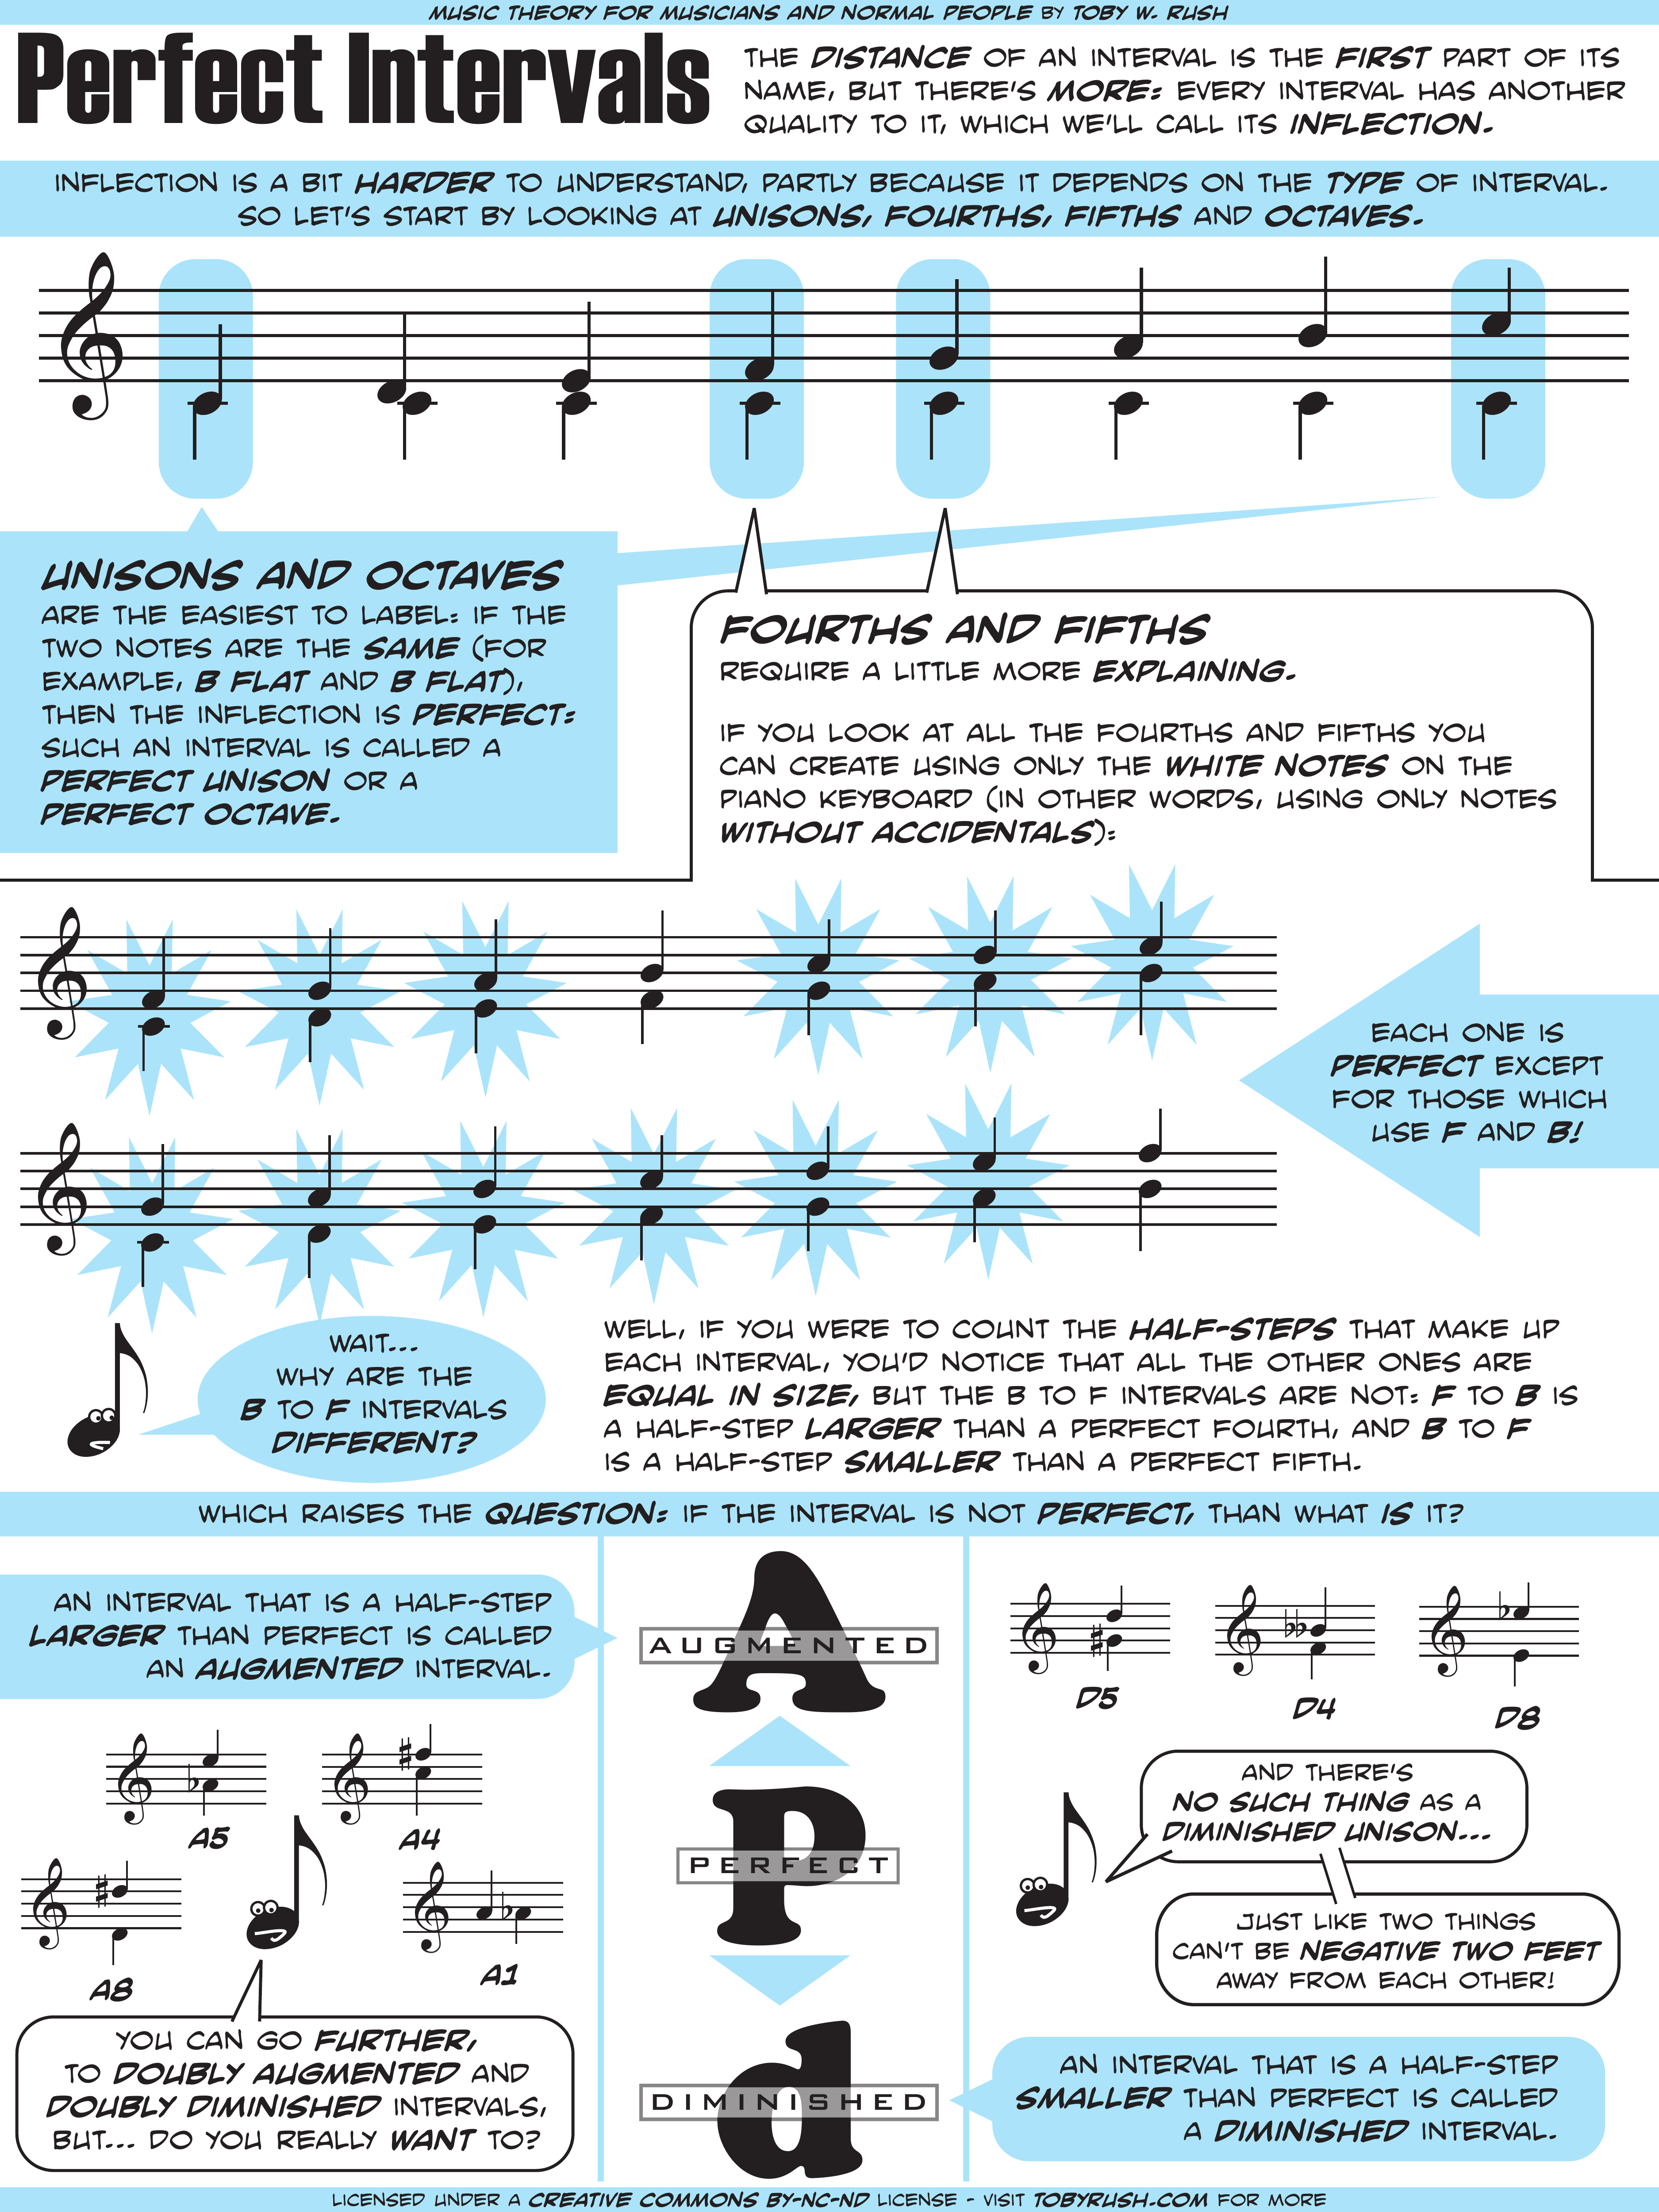 MUSIC THEORY FOR MUSICIANS AND NORMAL PEOPLE BY TOBY W. RUSH
Perfect Intervals
THE DISTANCE OF AN INTERVAL IS THE FIRST PART OF ITS
NAME, BUT THERE'S MORE: EVERY INTERVAL HAS ANOTHER
QUALITY TO IT, WHICH WE'LL CALL ITS INFLECTION.
INFLECTION IS A BIT HARDER TO UNDERSTAND, PARTLY BECAUSE IT DEPENDS ON THE TYPE OF INTERVAL.
SO LET'S START BY LOOKING AT UNISONS, FOURTHS, FIFTHS AND OCTAVES.
UNISONS AND OCTAVES
ARE THE EASIEST TO LABEL: IF THE
TWO NOTES ARE THE SAME (FOR
EXAMPLE, B FLAT AND B FLAT),
THEN THE INFLECTION IS PERFECT:
SUCH AN INTERVAL IS CALLED A
PERFECT UNISON OR A
PERFECT OCTAVE.
FOURTHS AND FIFTHS
REQUIRE A LITTLE MORE EXPLAINING.
IF YOU LOOK AT ALL THE FOURTHS AND FIFTHS YOU
CAN CREATE USING ONLY THE WHITE NOTES ON THE
PIANO KEYBOARD (IN OTHER WORDS, USING ONLY NOTES
WITHOUT ACCIDENTALS):
EACH ONE IS
PERFECT EXCEPT
FOR THOSE WHICH
USE F AND B!
WAIT...
WHY ARE THE
B TO F INTERVALS
DIFFERENT?
WELL, IF YOU WERE TO COUNT THE HALF-STEPS THAT MAKE UP
EACH INTERVAL, YOU'D NOTICE THAT ALL THE OTHER ONES ARE
EQUAL IN SIZE, BUT THE B TO F INTERVALS ARE NOT: F TO B IS
A HALF-STEP LARGER THAN A PERFECT FOURTH, AND B TO F
IS A HALF-STEP SMALLER THAN A PERFECT FIFTH.
WHICH RAISES THE QUESTION: IF THE INTERVAL IS NOT PERFECT, THAN WHAT IS IT?
AN INTERVAL THAT IS A HALF-STEP
LARGER THAN PERFECT IS CALLED
AN AUGMENTED INTERVAL.
A5
A4
A8
A1
YOU CAN GO FURTHER,
TO DOUBLY AUGMENTED AND
DOUBLY DIMINISHED INTERVALS,
BUT... DO YOU REALLY WANT TO?
A
AUGMENTED
P
PERFECT
d
DIMINISHED
D5
D4
D8
AND THERE'S
NO SUCH THING AS A
DIMINISHED UNISON...
JUST LIKE TWO THINGS
CAN'T BE NEGATIVE TWO FEET
AWAY FROM EACH OTHER!
AN INTERVAL THAT IS A HALF-STEP
SMALLER THAN PERFECT IS CALLED
A DIMINISHED INTERVAL.
LICENSED UNDER A CREATIVE COMMONS BY-NC-ND LICENSE - VISIT TOBYRUSH.COM FOR MORE